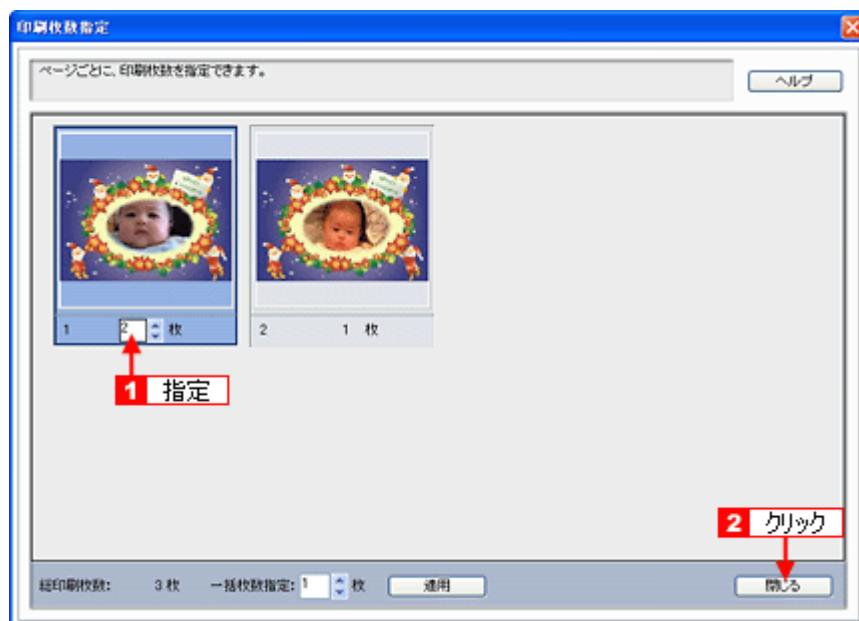 印刷枚数指定
ページごとに、印刷枚数を指定できます。
ヘルプ
1 2 枚
2 1 枚
1 指定
2 クリック
総印刷枚数: 3 枚 一括枚数指定: 1 枚 適用 閉じる